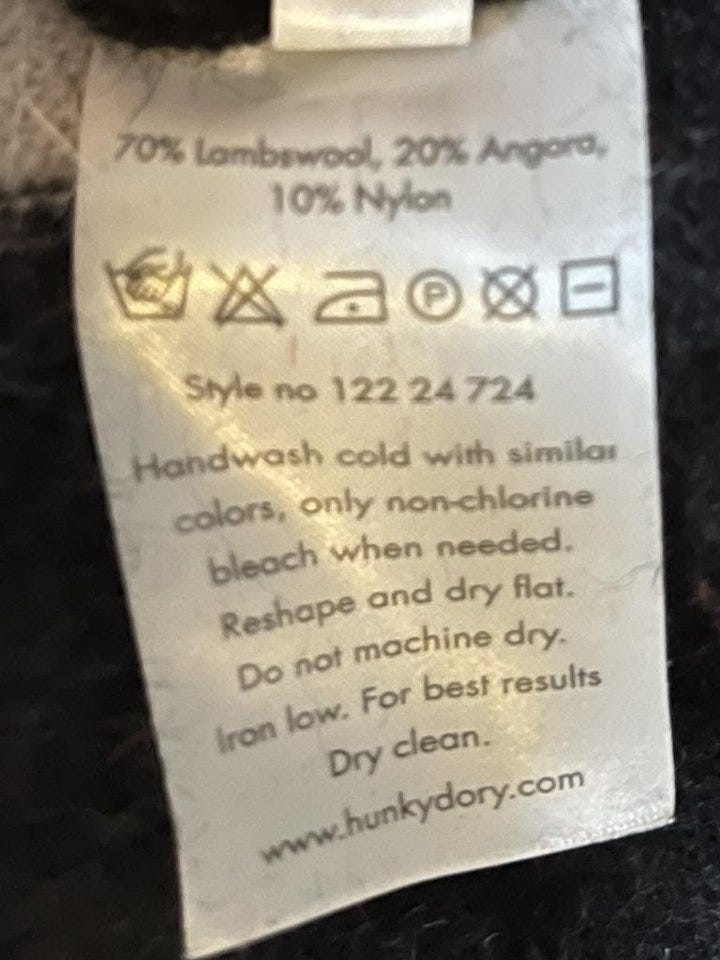 70% Lambswool, 20% Angora,
10% Nylon
P
Style no 122 24 724
Handwash cold with similar
colors, only non-chlorine
bleach when needed.
Reshape and dry flat.
Do not machine dry.
Iron low. For best results
Dry clean.
www.hunkydory.com